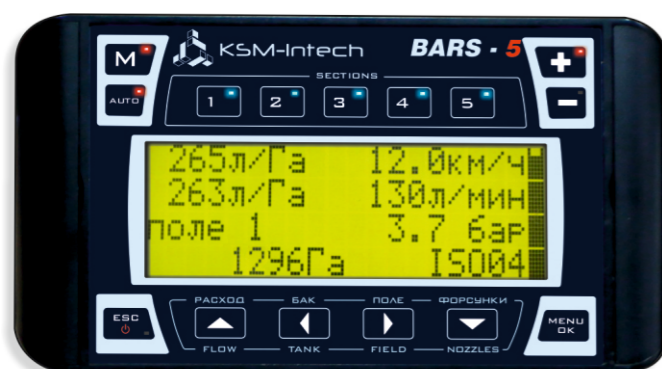 M
KSM-Intech BARS - 5
+
SECTIONS
AUTO
1 2 3 4 5
-
265л/Га 12.0км/ч
263л/Га 130л/мин
поле 1 3.7 бар
1296Га ISO04
РАСХОД БАК ПОЛЕ ФОРСУНКИ
ESC
MENU
OK
FLOW TANK FIELD NOZZLES